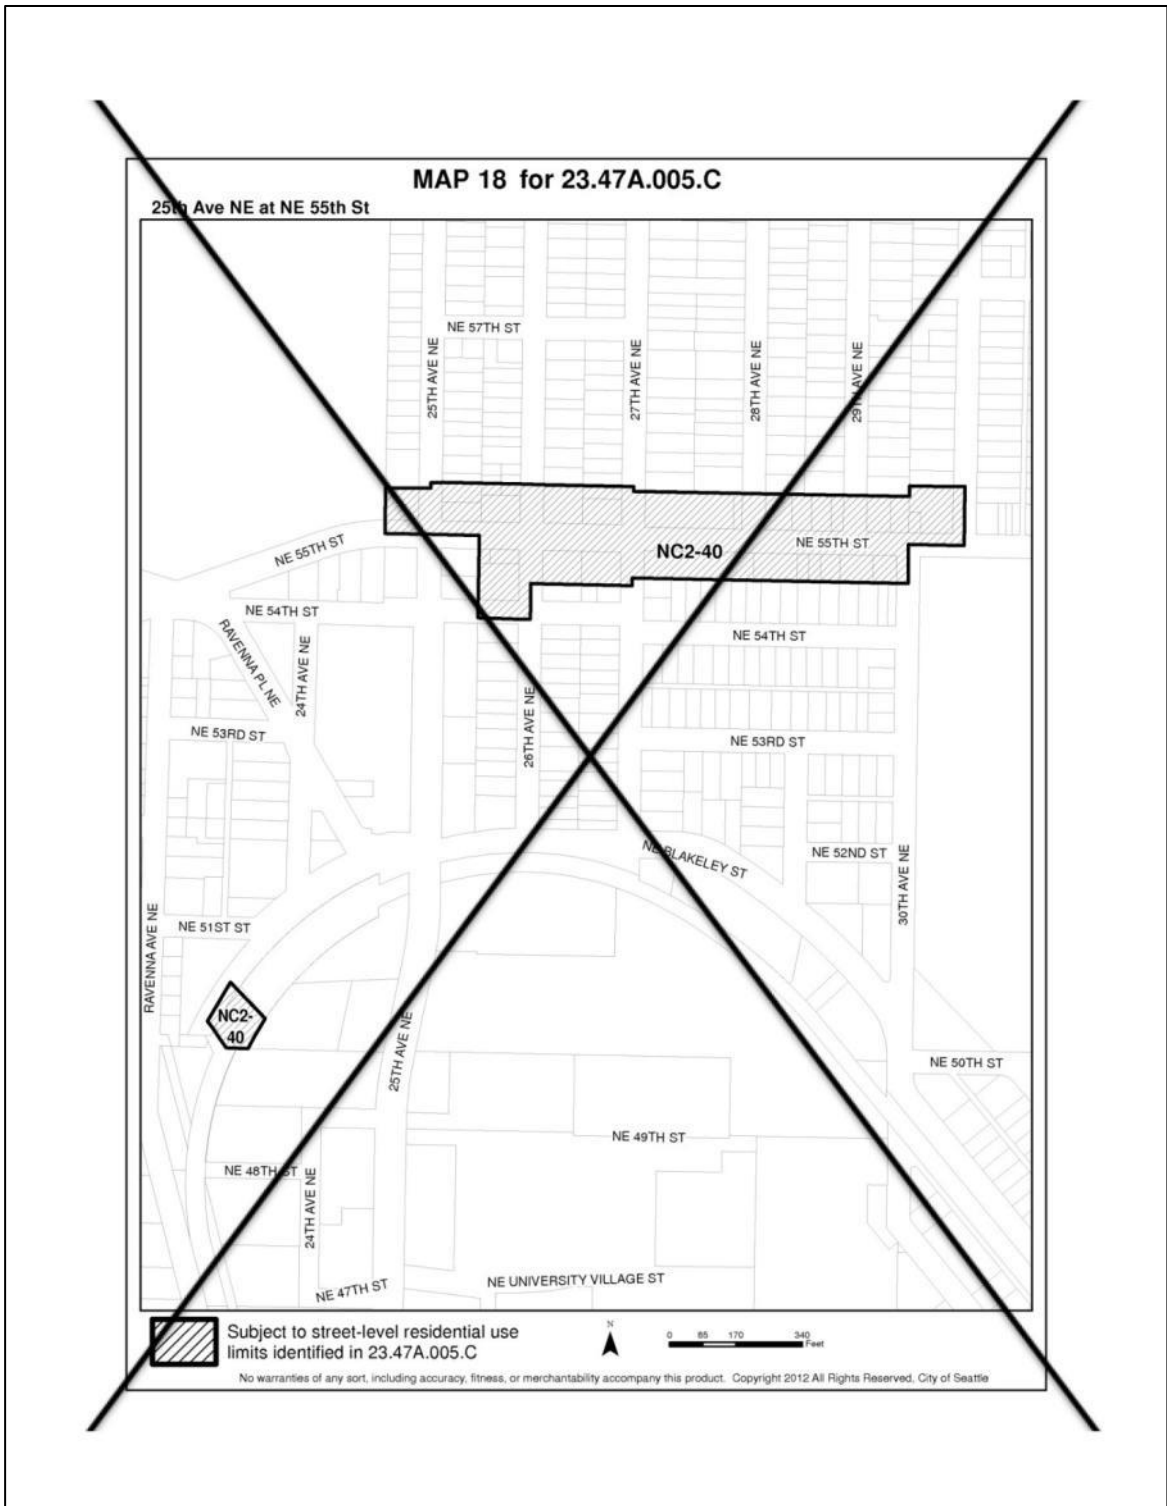 MAP 18 for 23.47A.005.C
25th Ave NE at NE 55th St
NE 57TH ST
25TH AVE NE
27TH AVE NE
28TH AVE NE
29TH AVE NE
NE 55TH ST
NC2-40
NE 55TH ST
NE 54TH ST
NE 54TH ST
RAVENNA PL NE
24TH AVE NE
26TH AVE NE
NE 53RD ST
NE 53RD ST
NE BLAKELEY ST
NE 52ND ST
30TH AVE NE
RAVENNA AVE NE
NE 51ST ST
NC2-
40
25TH AVE NE
NE 50TH ST
NE 49TH ST
NE 48TH ST
24TH AVE NE
NE 47TH ST
NE UNIVERSITY VILLAGE ST
Subject to street-level residential use
limits identified in 23.47A.005.C
N
0 85 170 340
Feet
No warranties of any sort, including accuracy, fitness, or merchantability accompany this product. Copyright 2012 All Rights Reserved, City of Seattle